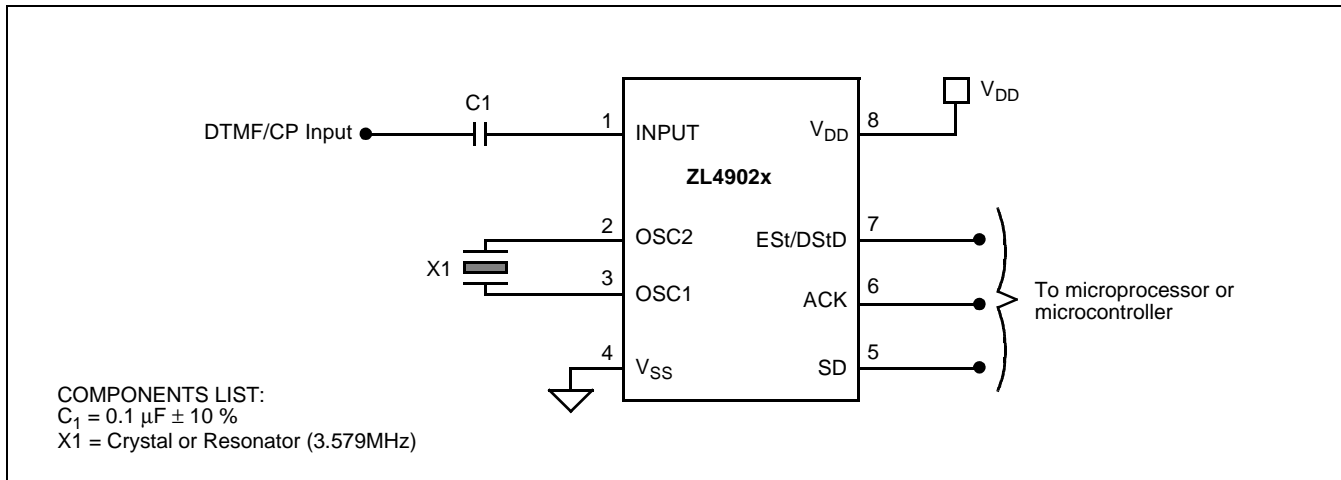 C1
V_DD
DTMF/CP Input
1
INPUT
V_DD
8
ZL4902x
2
OSC2
ESt/DStD
7
X1
3
OSC1
ACK
6
To microprocessor or
microcontroller
4
V_SS
SD
5
COMPONENTS LIST:
C_1 = 0.1 μF ± 10 %
X1 = Crystal or Resonator (3.579MHz)